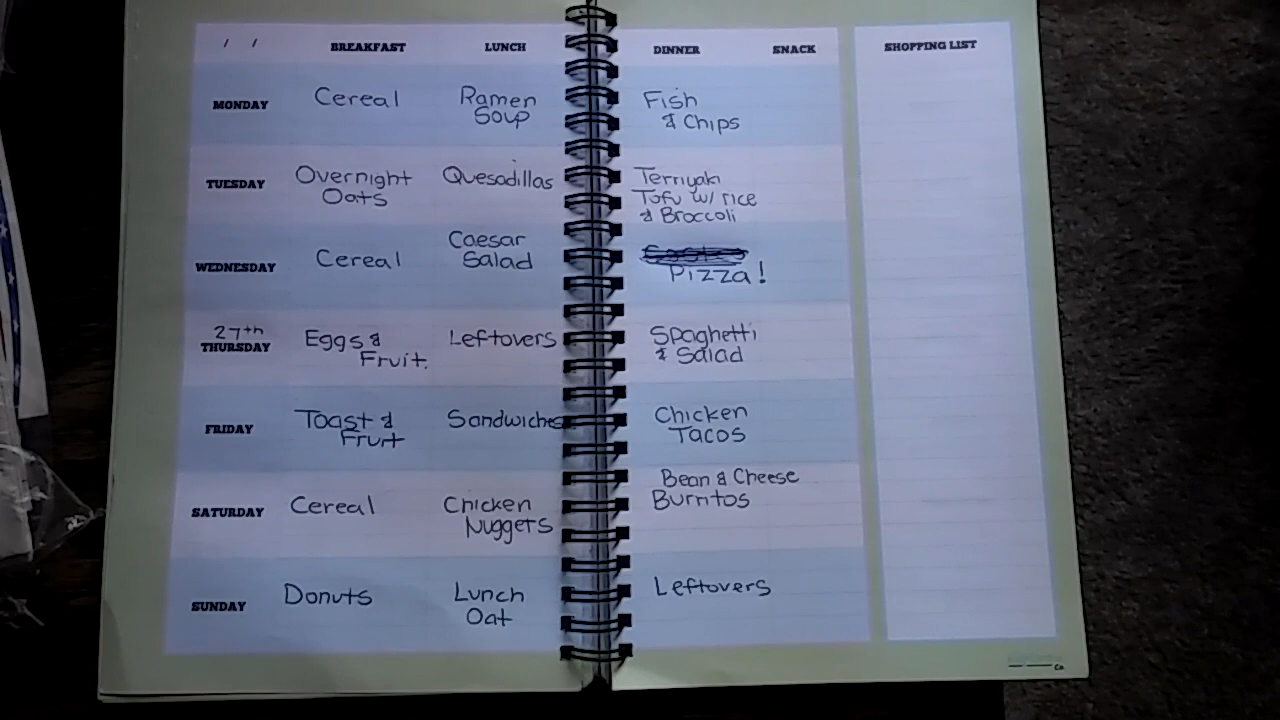 / / BREAKFAST LUNCH DINNER SNACK SHOPPING LIST
MONDAY
Cereal
Ramen
Soup
Fish
& Chips
TUESDAY
Overnight
Oats
Quesadillas
Terriyaki
Tofu w/ rice
& Broccoli
WEDNESDAY
Cereal
Caesar
Salad
Pizza!
27th
THURSDAY
Eggs &
Fruit.
Leftovers
Spaghetti
& Salad
FRIDAY
Toast &
Fruit
Sandwiches
Chicken
Tacos
SATURDAY
Cereal
Chicken
Nuggets
Bean & Cheese
Burritos
SUNDAY
Donuts
Lunch
Oat
Leftovers